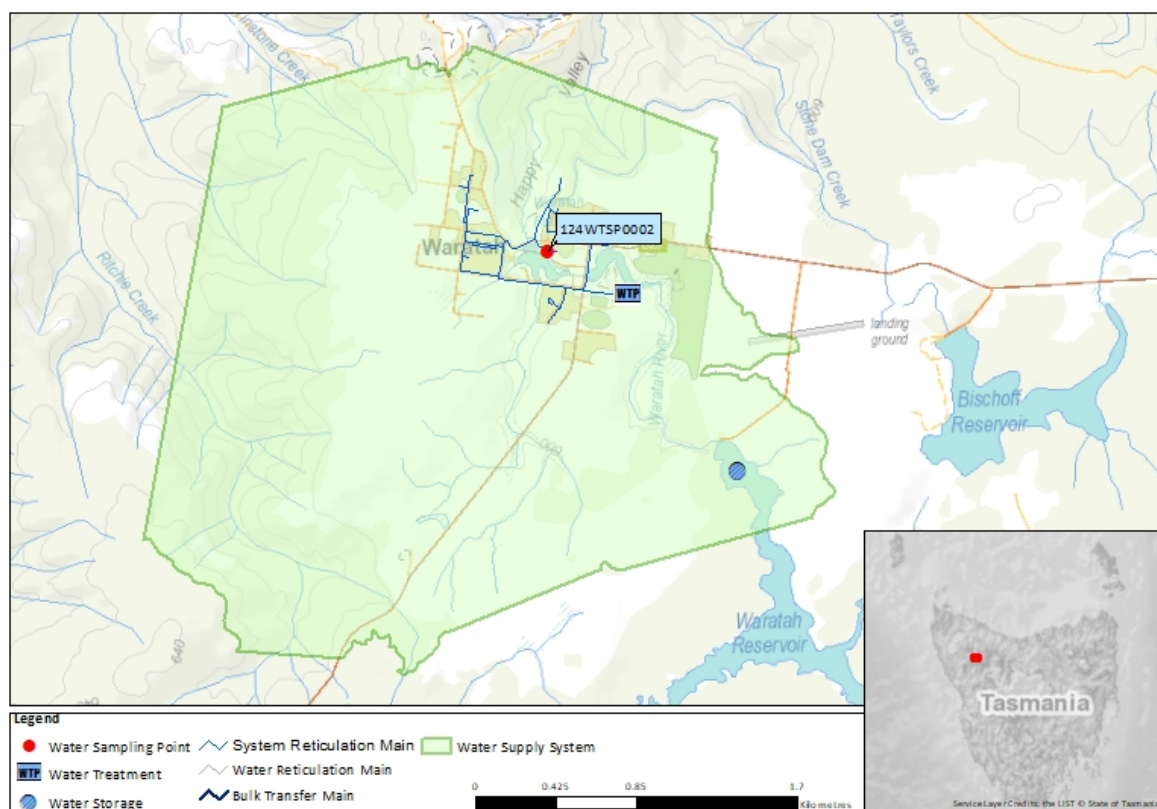 Taylors Creek
Stone Dam Creek
600
Valley
Happy
Waratah
124WTSP0002
Waratah
WTP
Ritchie Creek
landing
ground
Waratah River
Bischoff
Reservoir
Waratah
Reservoir
640
Tasmania
Legend
Water Sampling Point
System Reticulation Main
Water Supply System
WTP
Water Treatment
Water Reticulation Main
Water Storage
Bulk Transfer Main
0
0.425
0.85
1.7
Kilometres
Service Layer Credits: the LIST © State of Tasmania